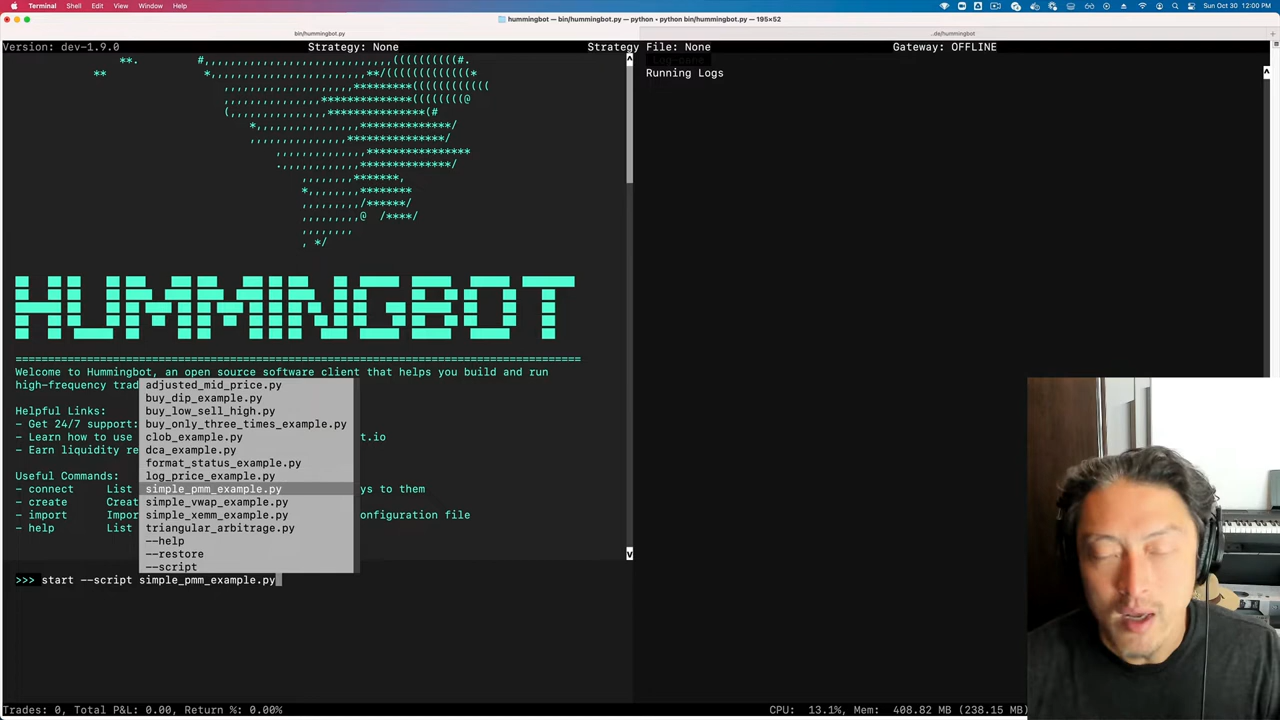 Terminal Shell Edit View Window Help
Sun Oct 30 12:00 PM
hummingbot — bin/hummingbot.py — python • python bin/hummingbot.py — 195×52
bin/hummingbot.py
..de/hummingbot
Version: dev-1.9.0 Strategy: None Strategy File: None Gateway: OFFLINE
log-pane
Running Logs
HUMMINGBOT
Welcome to Hummingbot, an open source software client that helps you build and run
high-frequency trad
adjusted_mid_price.py
buy_dip_example.py
Helpful Links:
buy_low_sell_high.py
- Get 24/7 support:
buy_only_three_times_example.py
- Learn how to use
clob_example.py
t.io
- Earn liquidity re
dca_example.py
format_status_example.py
Useful Commands:
log_price_example.py
- connect List
simple_pmm_example.py
ys to them
- create Creat
simple_vwap_example.py
- import Impor
simple_xemm_example.py
onfiguration file
- help List
triangular_arbitrage.py
--help
--restore
--script
>>> start --script simple_pmm_example.py
Trades: 0, Total P&L: 0.00, Return %: 0.00%
CPU: 13.1%, Mem: 408.82 MB (238.15 MB)